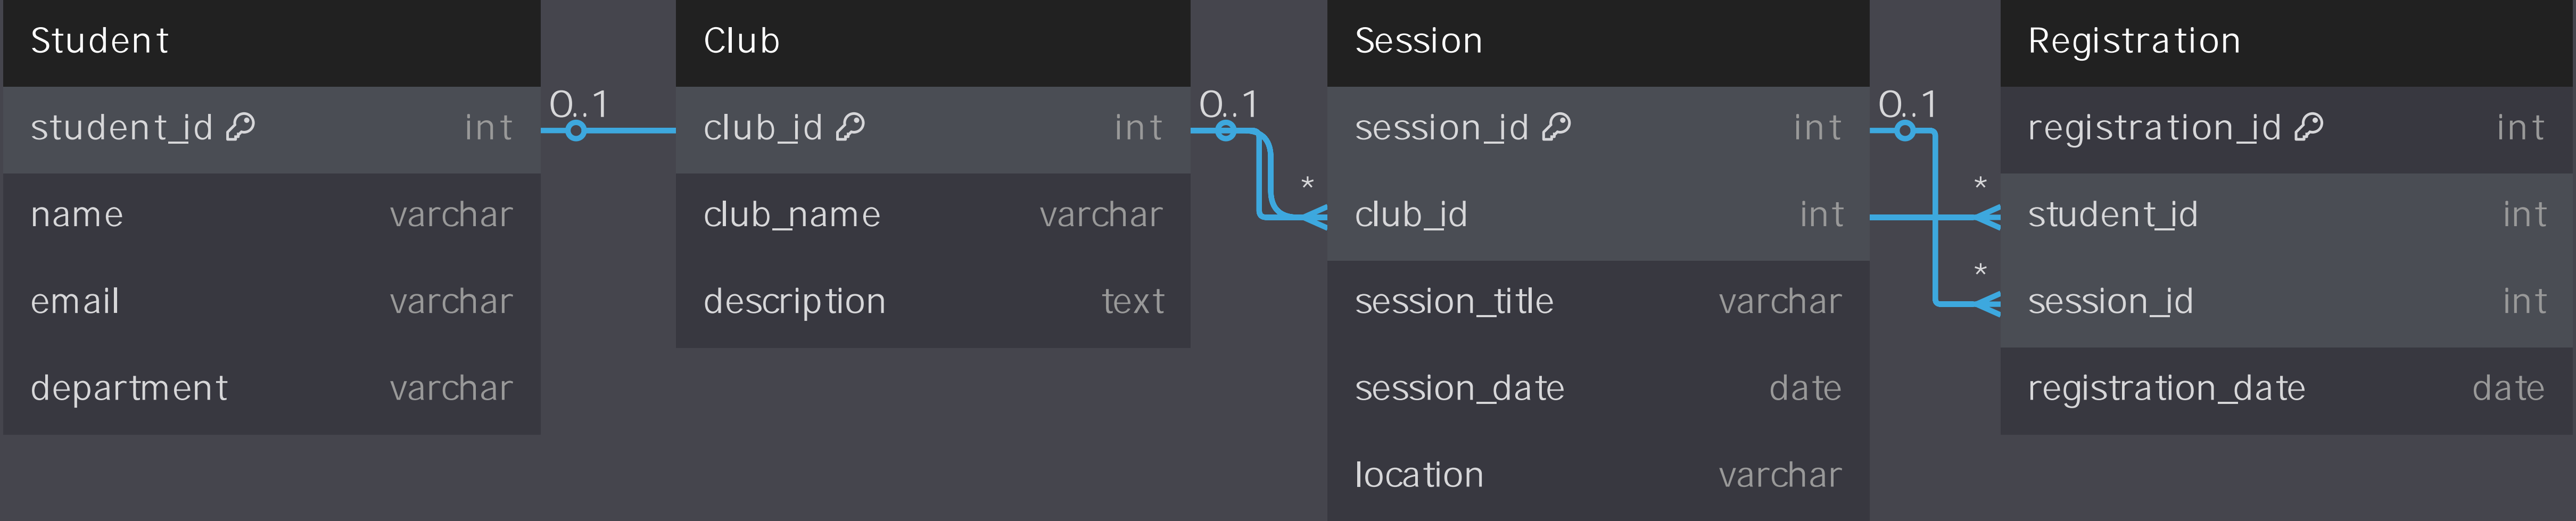 Student
student_id int
name varchar
email varchar
department varchar
0..1
Club
club_id int
club_name varchar
description text
0..1
*
Session
session_id int
club_id int
session_title varchar
session_date date
location varchar
0..1
*
*
Registration
registration_id int
student_id int
session_id int
registration_date date